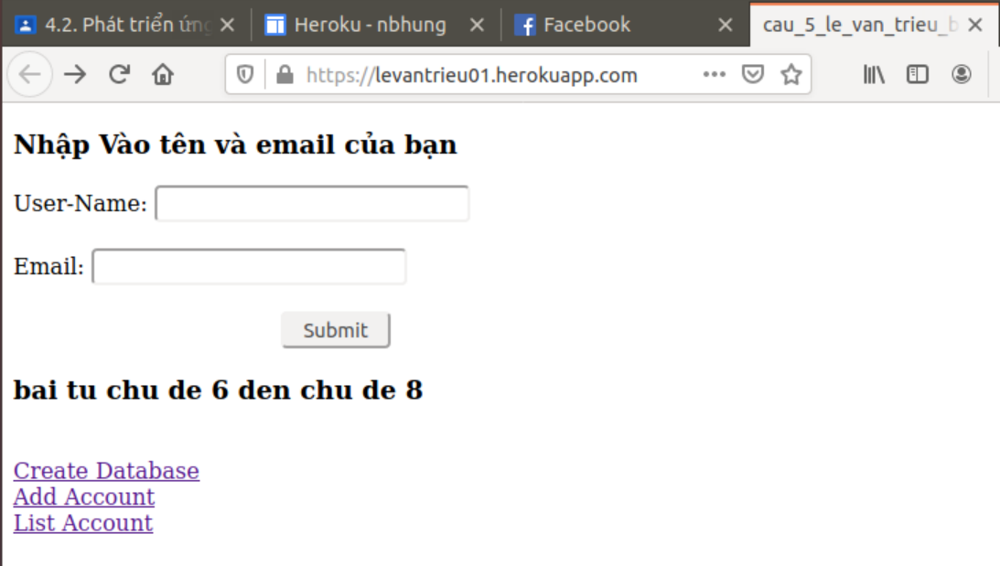 4.2. Phát triển ứng
Heroku - nbhung
Facebook
cau_5_le_van_trieu_b
https://levantrieu01.herokuapp.com
Nhập Vào tên và email của bạn
User-Name:
Email:
Submit
bai tu chu de 6 den chu de 8
Create Database
Add Account
List Account